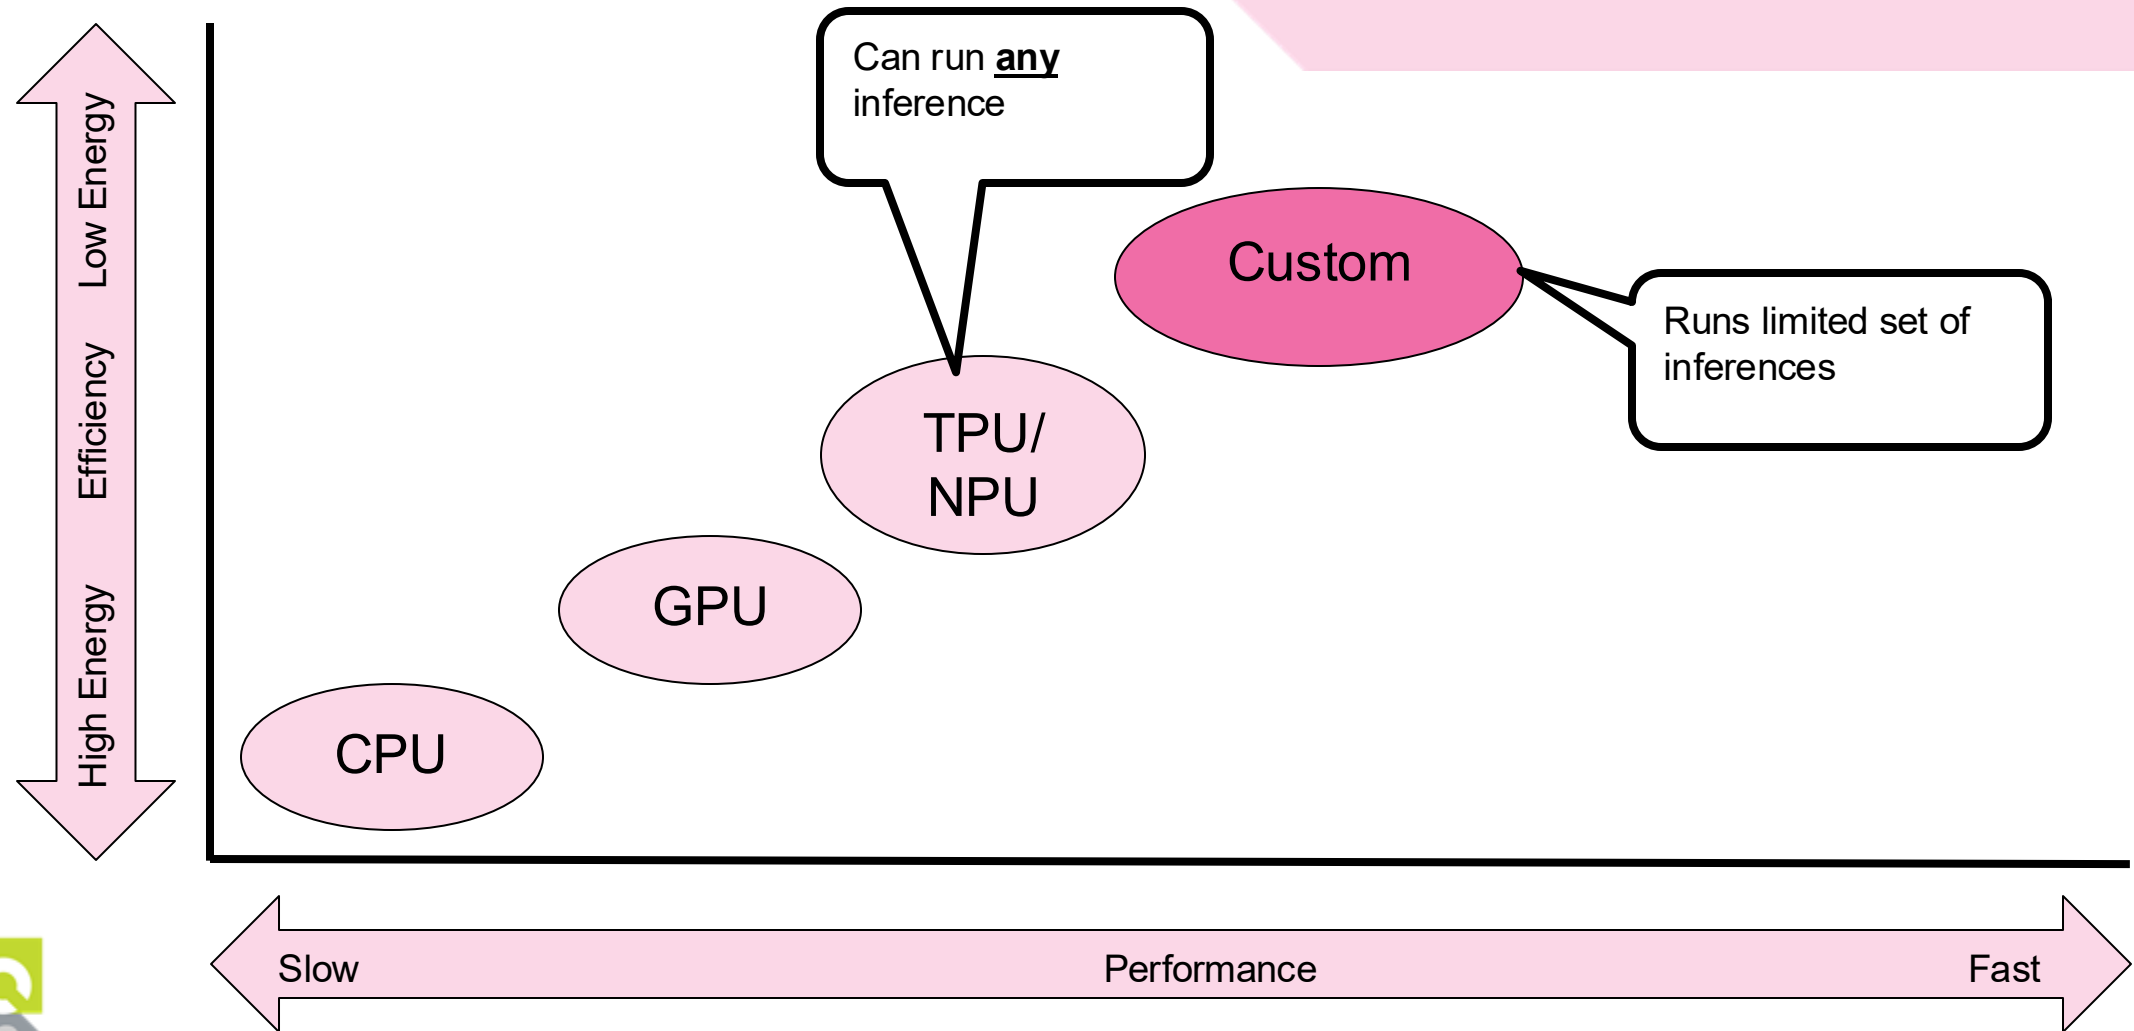 Can run any
inference
Low Energy
Efficiency
High Energy
Custom
Runs limited set of
inferences
TPU/
NPU
GPU
CPU
Slow
Performance
Fast